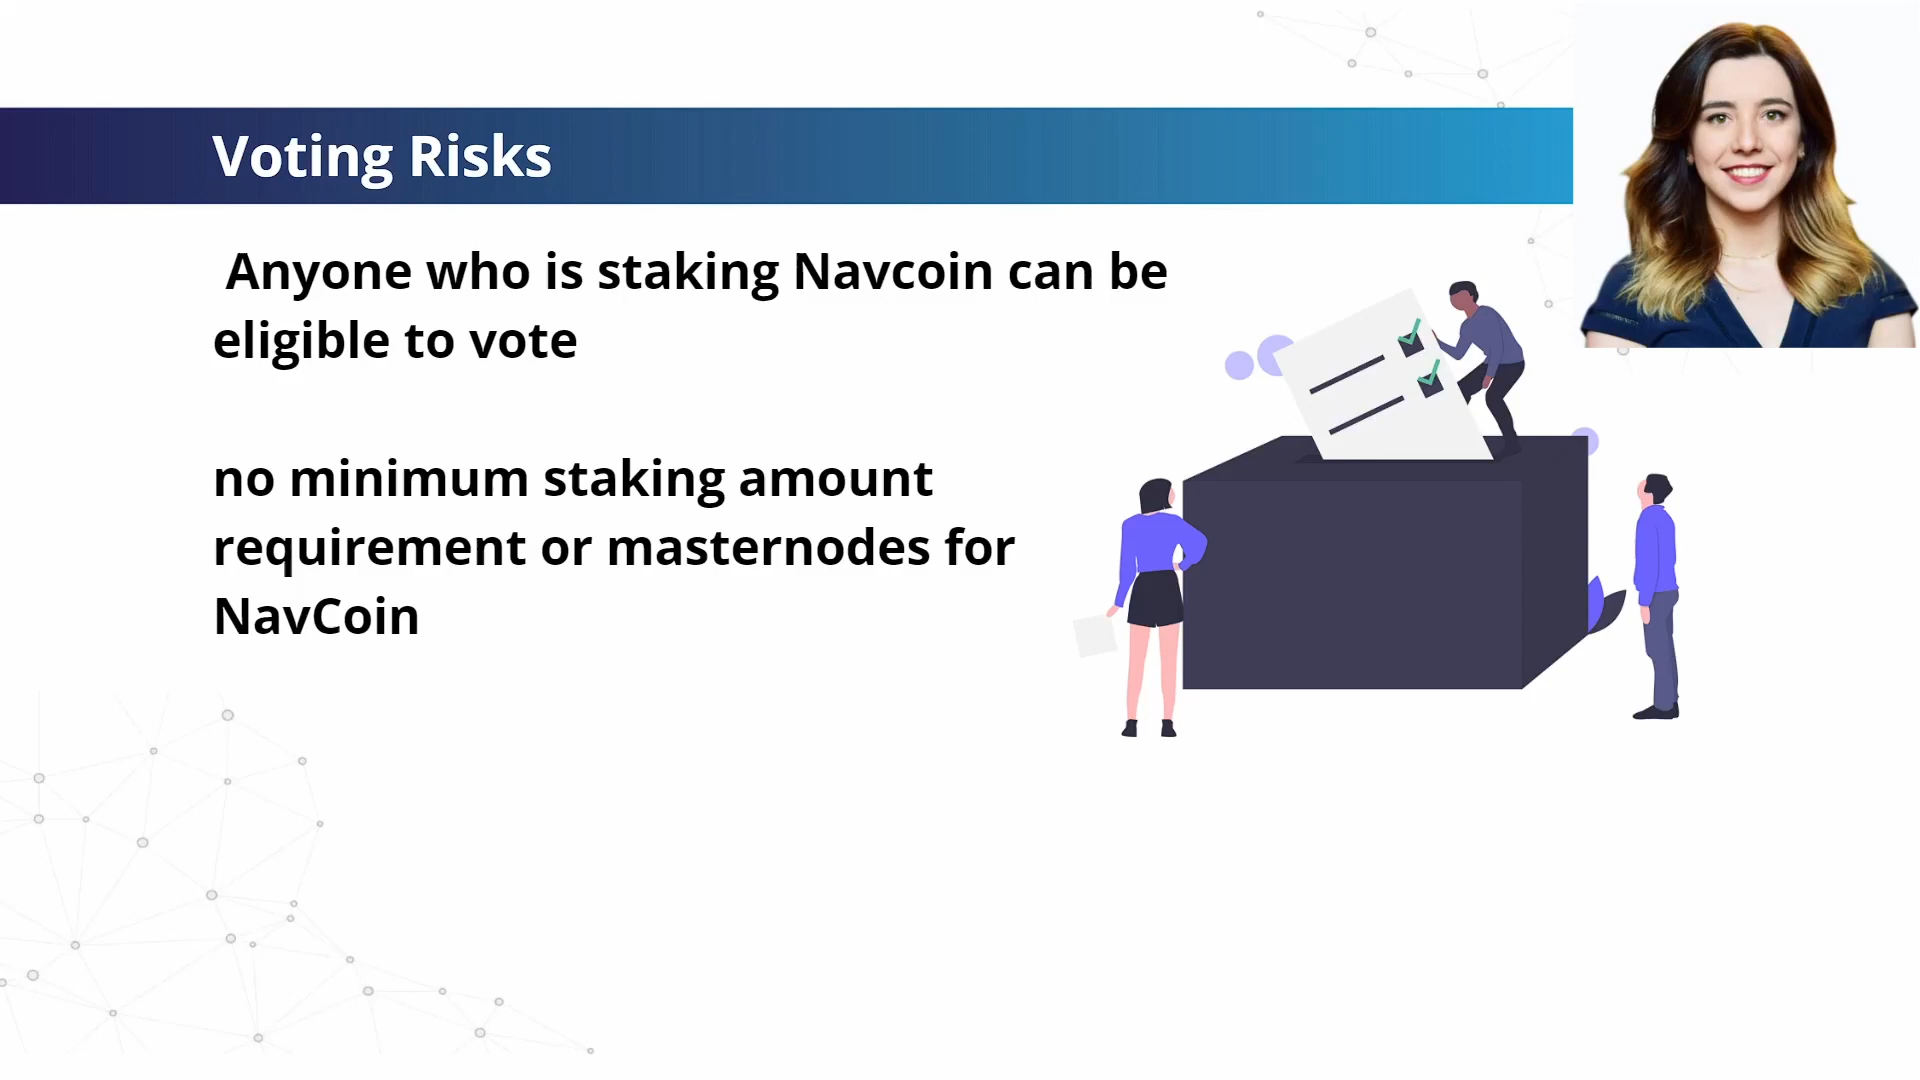 Voting Risks
Anyone who is staking Navcoin can be
eligible to vote
no minimum staking amount
requirement or masternodes for
NavCoin